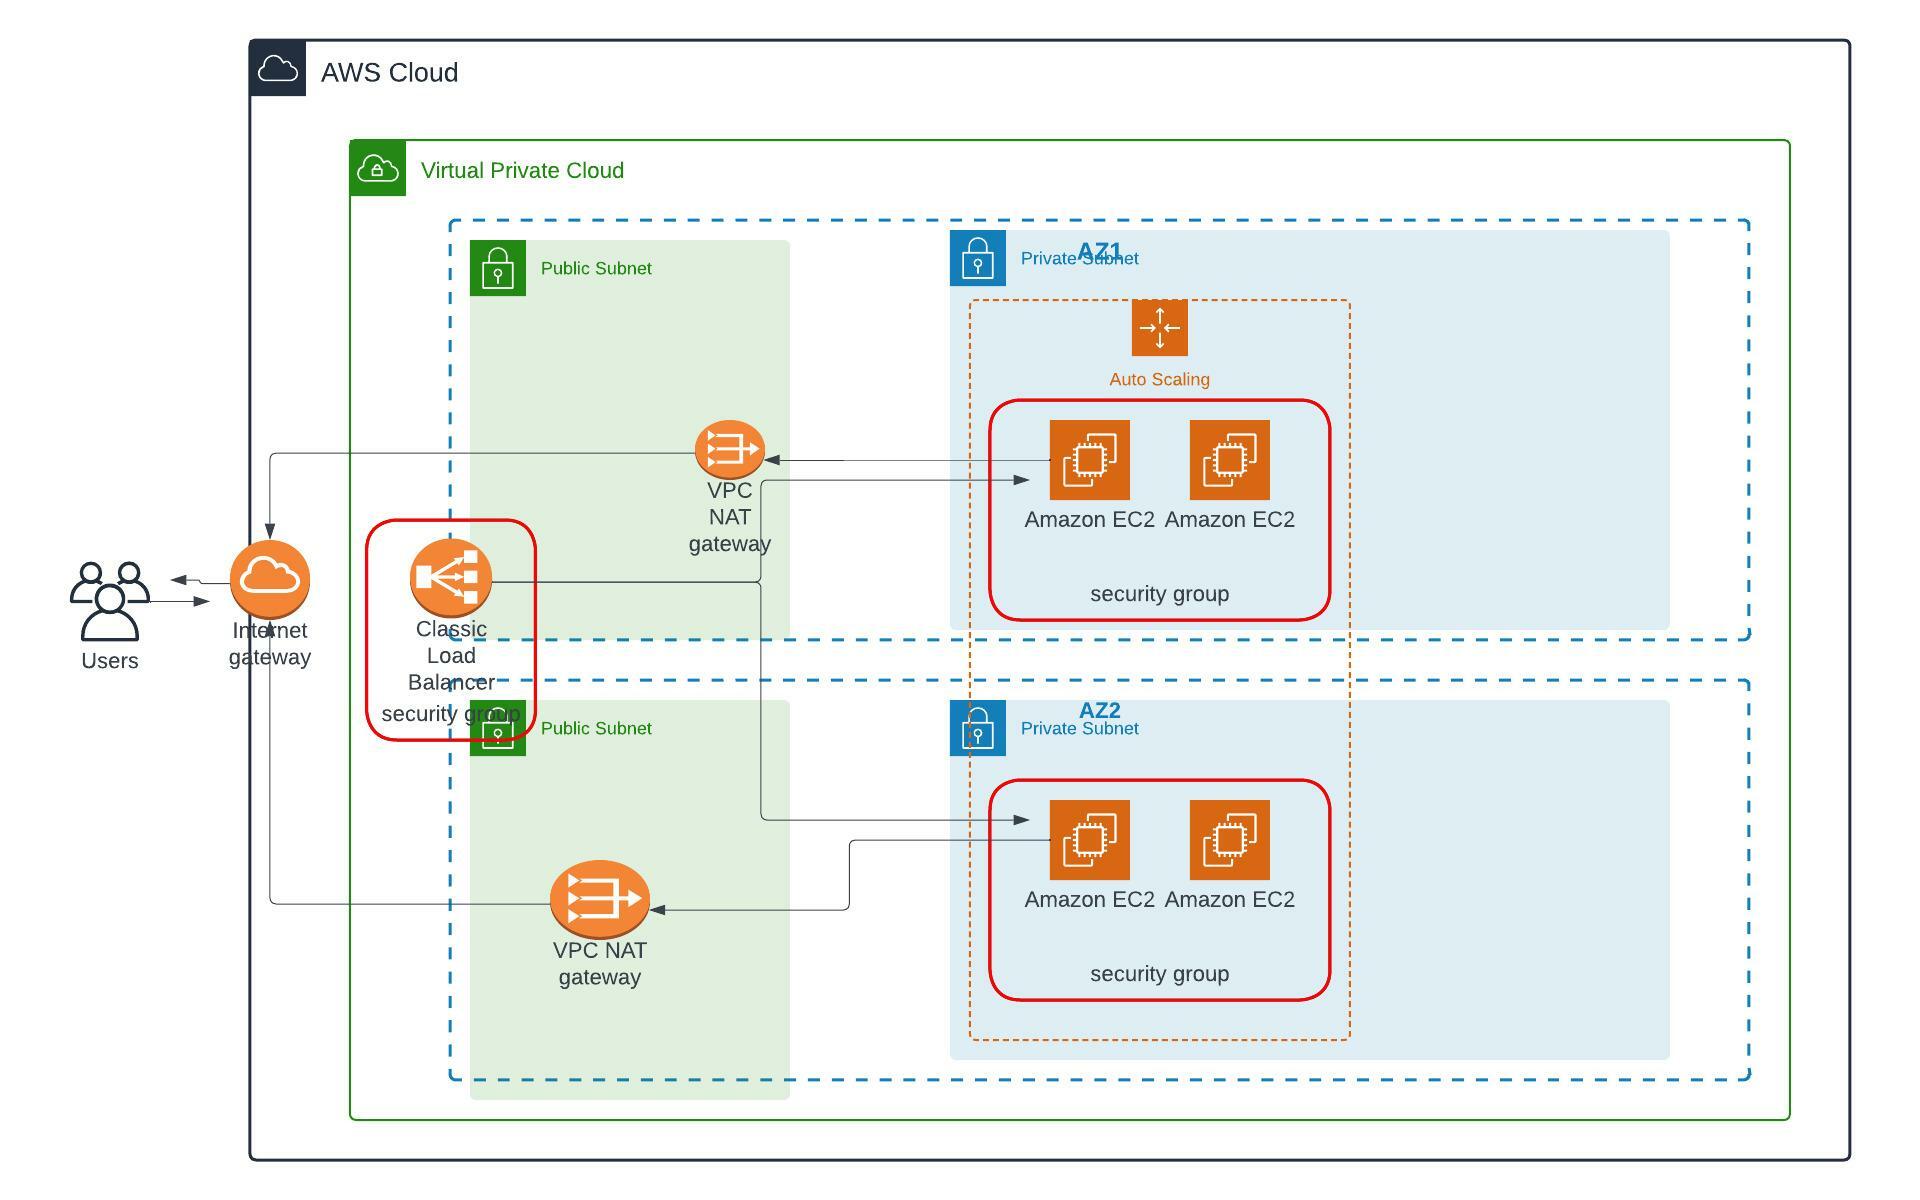 AWS Cloud
Virtual Private Cloud
Public Subnet
AZ1
Private Subnet
Auto Scaling
VPC
NAT
gateway
Amazon EC2
Amazon EC2
security group
Users
Internet
gateway
Classic
Load
Balancer
security group
Public Subnet
AZ2
Private Subnet
Amazon EC2
Amazon EC2
security group
VPC NAT
gateway